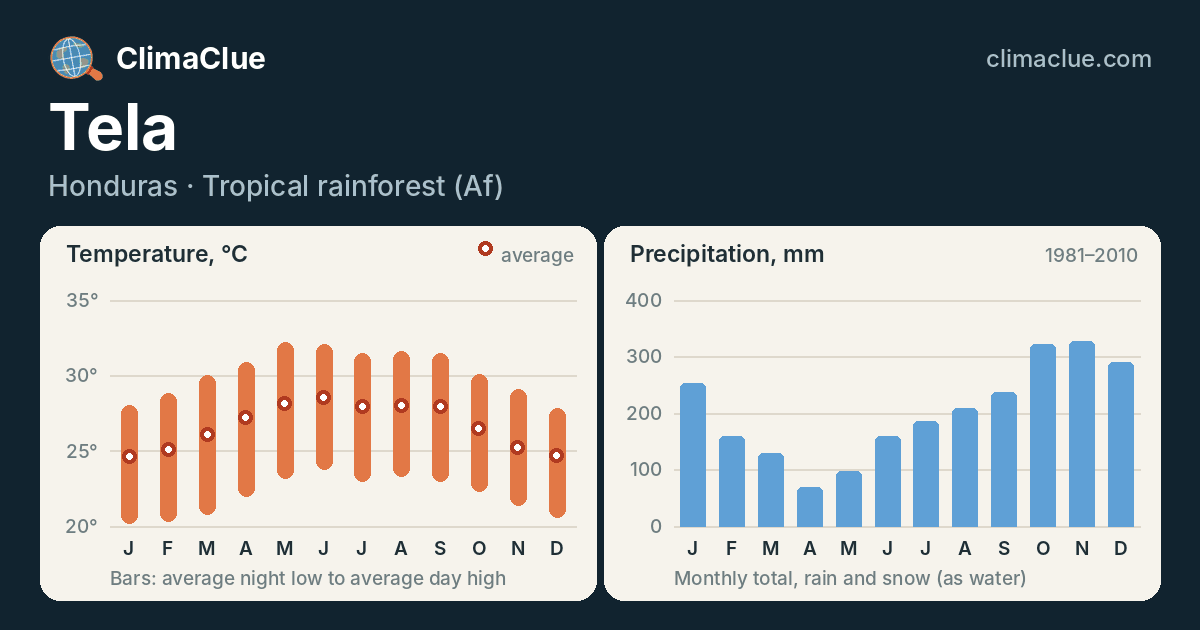 ClimaClue
climaclue.com
Tela
Honduras · Tropical rainforest (Af)
Temperature, °C
average
35°
30°
25°
20°
J F M A M J J A S O N D
Bars: average night low to average day high
Precipitation, mm
1981–2010
400
300
200
100
0
J F M A M J J A S O N D
Monthly total, rain and snow (as water)